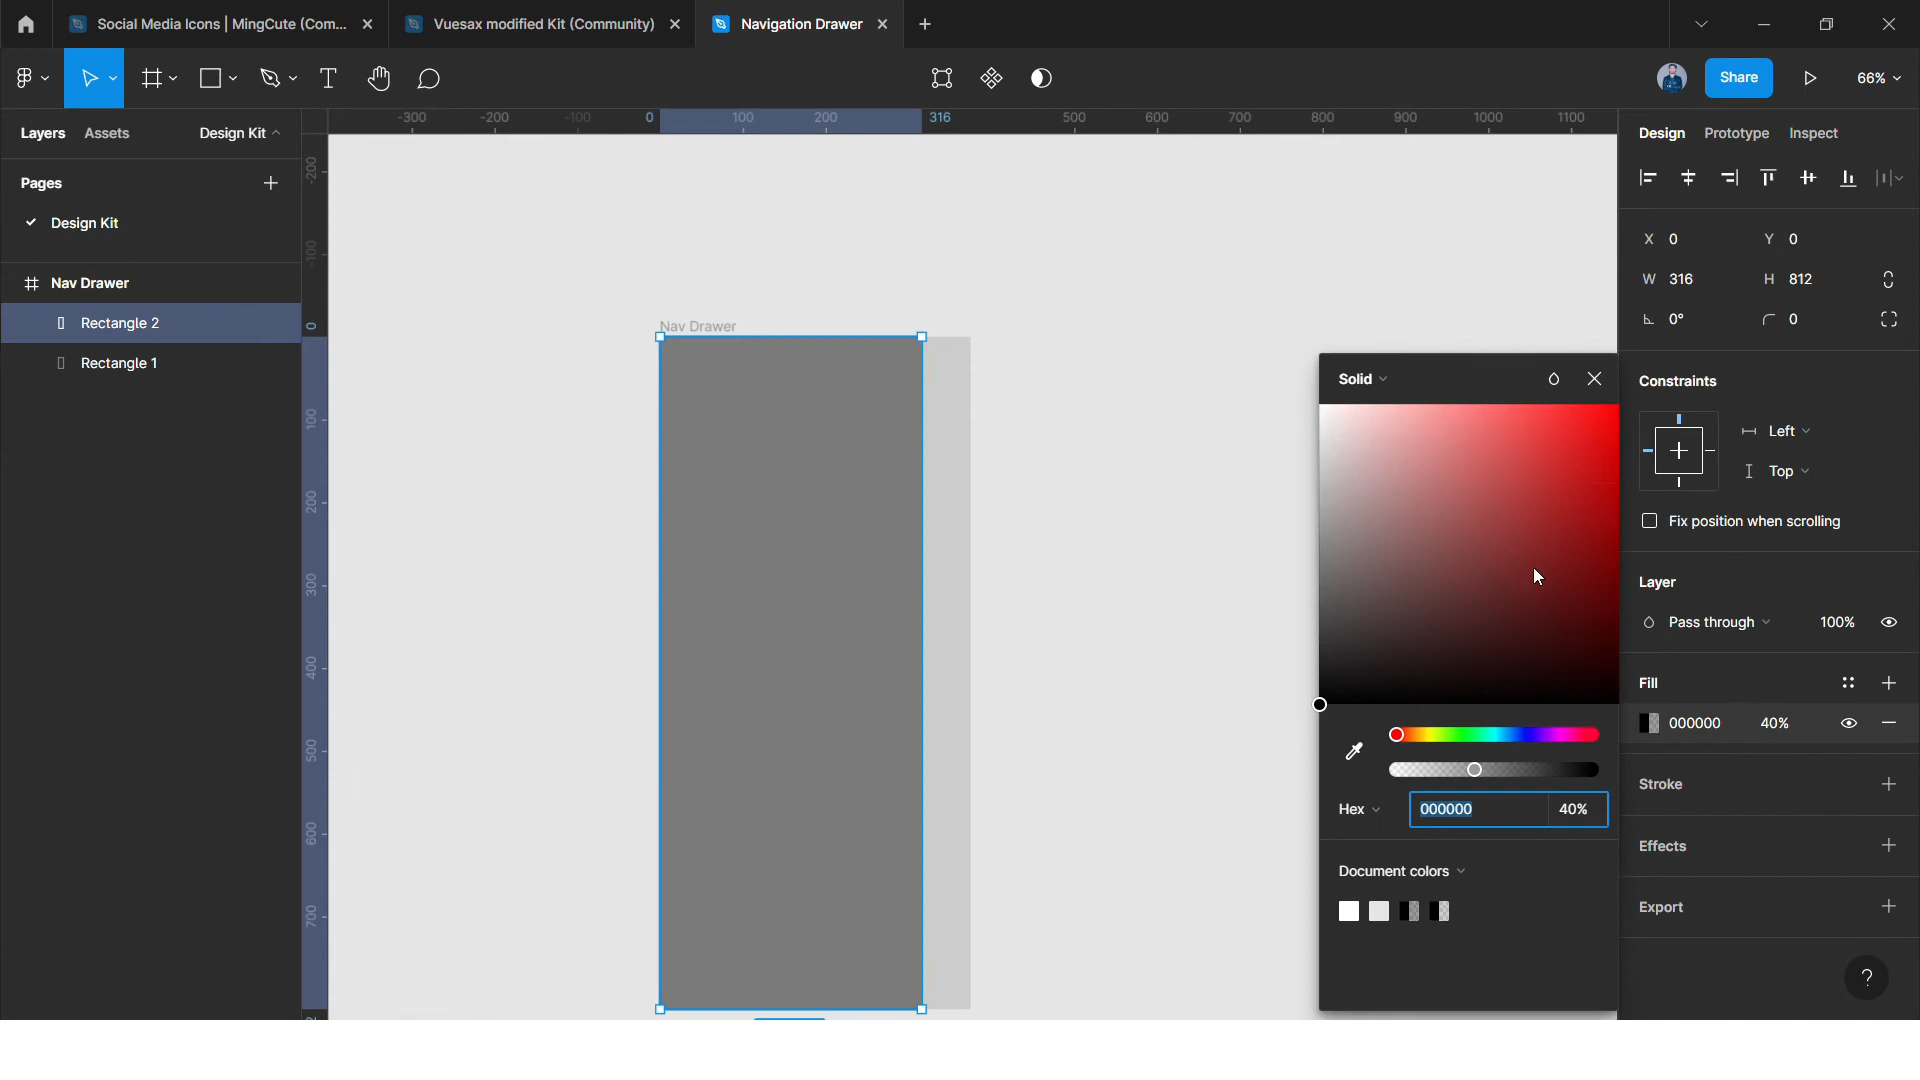 Social Media Icons | MingCute (Com...
Vuesax modified Kit (Community)
Navigation Drawer
Share
66%
Layers
Assets
Design Kit
Pages
Design Kit
Nav Drawer
Rectangle 2
Rectangle 1
-300
-200
-100
0
100
200
316
500
600
700
800
900
1000
1100
-200
-100
0
100
200
300
400
500
600
700
Nav Drawer
Solid
Hex
000000
40%
Document colors
Design
Prototype
Inspect
X 0
Y 0
W 316
H 812
0°
0
Constraints
Left
Top
Fix position when scrolling
Layer
Pass through
100%
Fill
000000
40%
Stroke
Effects
Export
?